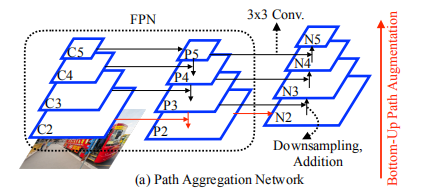 FPN
3x3 Conv.
C5
C4
C3
C2
P5
P4
P3
P2
N5
N4
N3
N2
Downsampling,
Addition
Bottom-Up Path Augmentation
(a) Path Aggregation Network